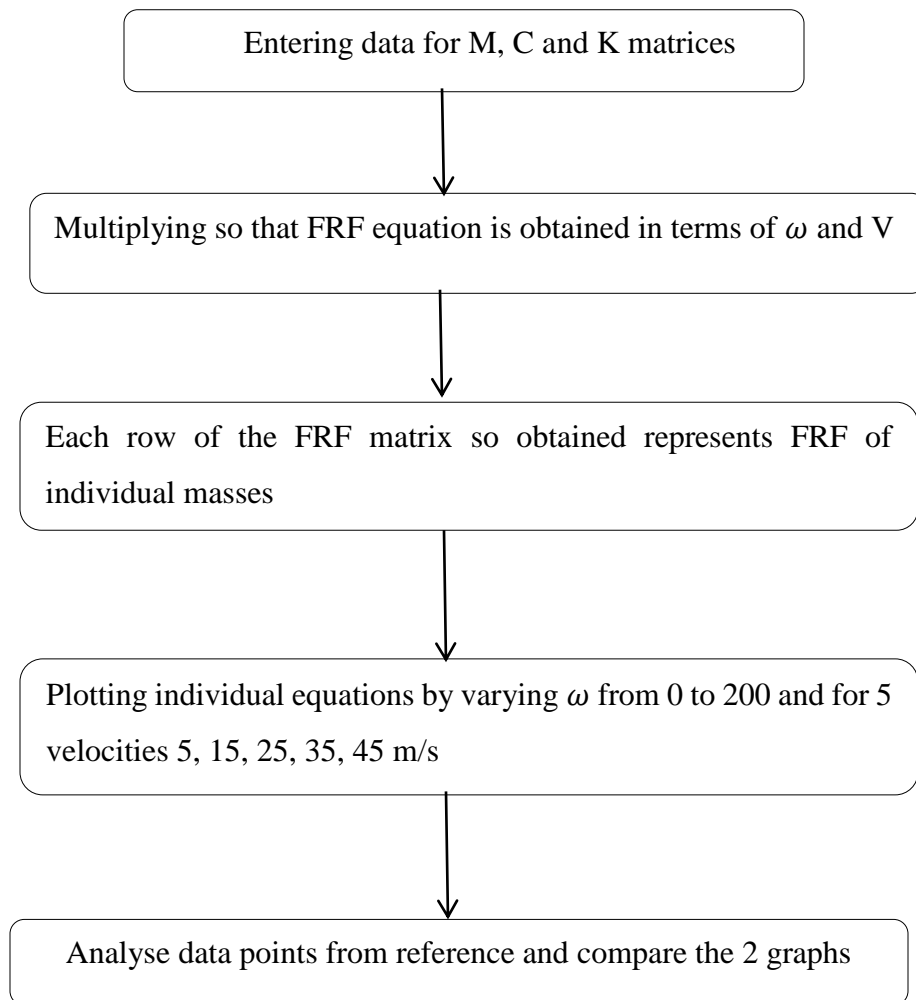 Entering data for M, C and K matrices
Multiplying so that FRF equation is obtained in terms of 𝜔 and V
Each row of the FRF matrix so obtained represents FRF of
individual masses
Plotting individual equations by varying 𝜔 from 0 to 200 and for 5
velocities 5, 15, 25, 35, 45 m/s
Analyse data points from reference and compare the 2 graphs